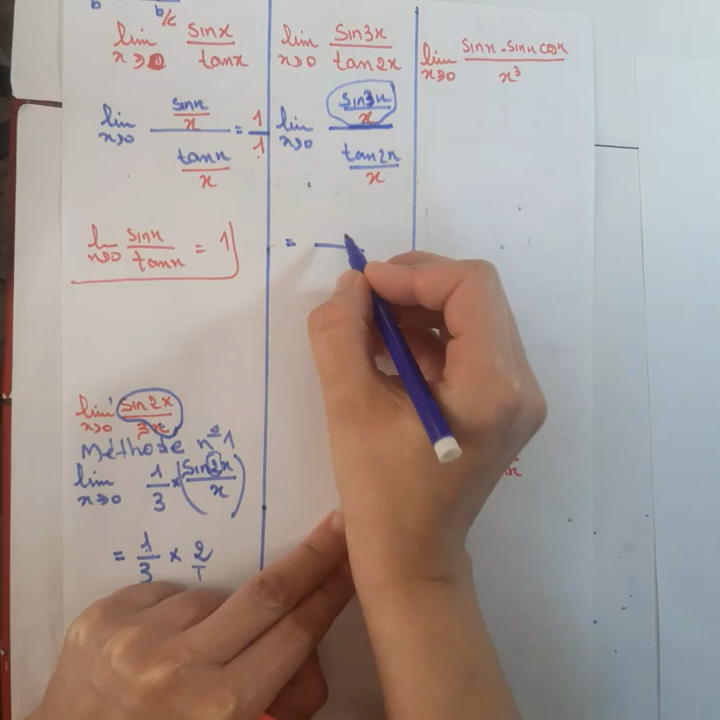 b b/c
lim x→0 sinx/tanx
lim x→0 (sinx/x)/(tanx/x) = 1/1
lim x→0 sinx/tanx = 1
lim x→0 sin2x/3x
Méthode n°1
lim x→0 1/3 × (sin2x/x)
= 1/3 × 2/1
lim x→0 sin3x/tan2x
lim x→0 (sin3x/x)/(tan2x/x)
=
lim x→0 sinx - sinx cosx/x³